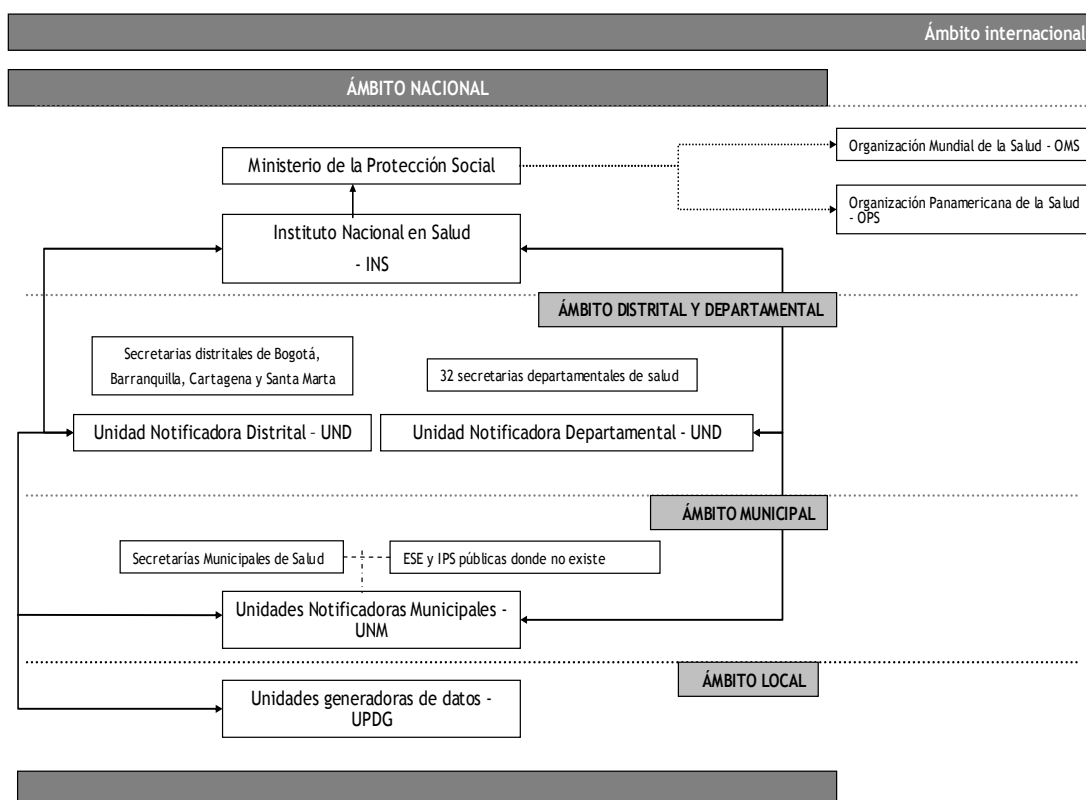 Ámbito internacional
ÁMBITO NACIONAL
Ministerio de la Protección Social
Organización Mundial de la Salud - OMS
Organización Panamericana de la Salud
- OPS
Instituto Nacional en Salud
- INS
ÁMBITO DISTRITAL Y DEPARTAMENTAL
Secretarias distritales de Bogotá,
Barranquilla, Cartagena y Santa Marta
32 secretarias departamentales de salud
Unidad Notificadora Distrital – UND
Unidad Notificadora Departamental - UND
ÁMBITO MUNICIPAL
Secretarías Municipales de Salud
ESE y IPS públicas donde no existe
Unidades Notificadoras Municipales -
UNM
ÁMBITO LOCAL
Unidades generadoras de datos -
UPDG